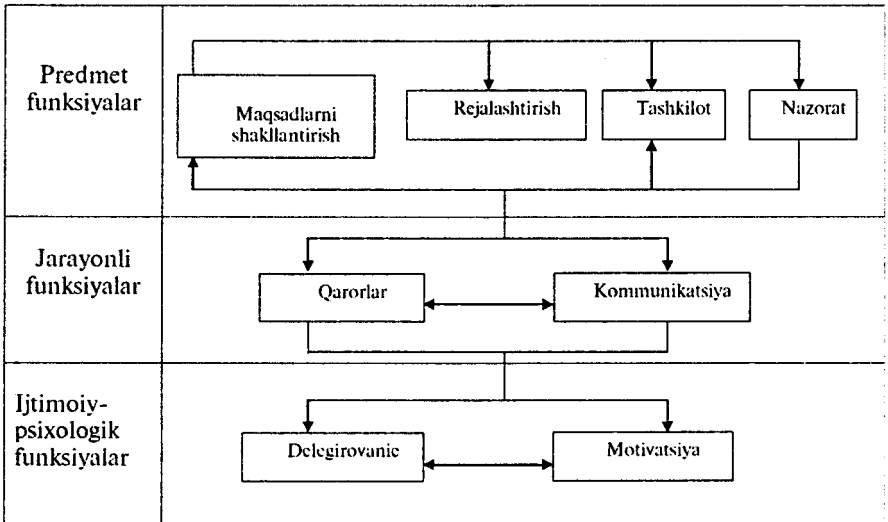 Predmet
funksiyalar
Maqsadlarni
shakllantirish
Rejalashtirish
Tashkilot
Nazorat
Jarayonli
funksiyalar
Qarorlar
Kommunikatsiya
Ijtimoiy-
psixologik
funksiyalar
Delegirovanie
Motivatsiya